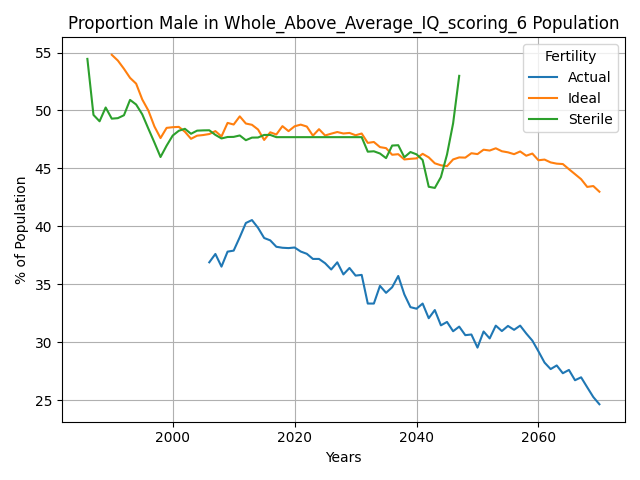 Proportion Male in Whole_Above_Average_IQ_scoring_6 Population
% of Population
55
50
45
40
35
30
25
Fertility
Actual
Ideal
Sterile
2000
2020
2040
2060
Years